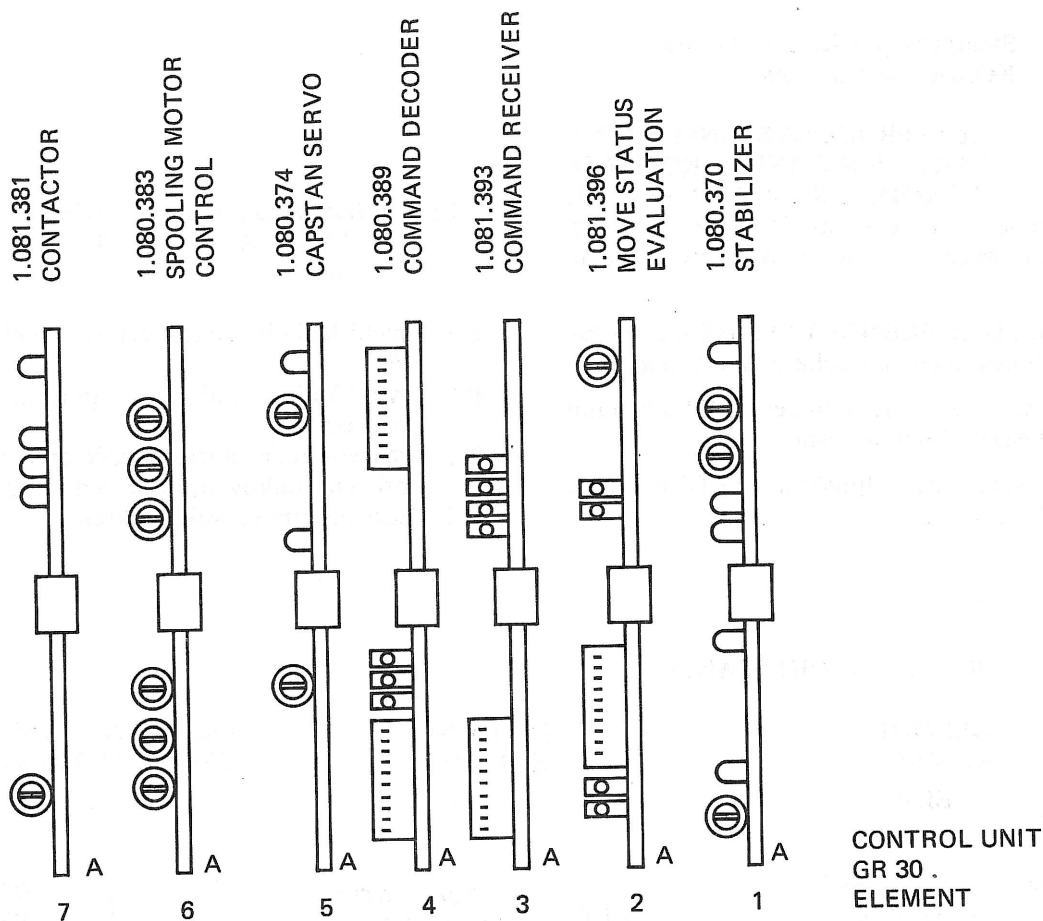 1.081.381
CONTACTOR
1.080.383
SPOOLING MOTOR
CONTROL
1.080.374
CAPSTAN SERVO
1.080.389
COMMAND DECODER
1.081.393
COMMAND RECEIVER
1.081.396
MOVE STATUS
EVALUATION
1.080.370
STABILIZER
A A A A A A A
7 6 5 4 3 2 1
CONTROL UNIT
GR 30 .
ELEMENT